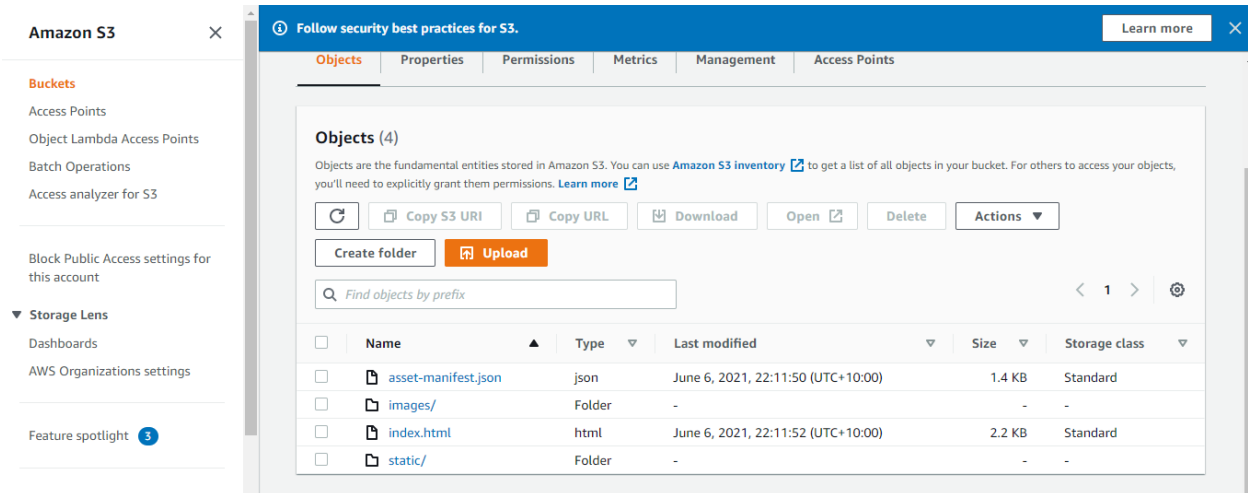 Amazon S3
Buckets
Access Points
Object Lambda Access Points
Batch Operations
Access analyzer for S3
Block Public Access settings for
this account
Storage Lens
Dashboards
AWS Organizations settings
Feature spotlight 3
Follow security best practices for S3. Learn more
Objects Properties Permissions Metrics Management Access Points
Objects (4)
Objects are the fundamental entities stored in Amazon S3. You can use Amazon S3 inventory to get a list of all objects in your bucket. For others to access your objects,
you'll need to explicitly grant them permissions. Learn more
Copy S3 URI Copy URL Download Open Delete Actions
Create folder Upload
Find objects by prefix 1
Name Type Last modified Size Storage class
asset-manifest.json json June 6, 2021, 22:11:50 (UTC+10:00) 1.4 KB Standard
images/ Folder - - -
index.html html June 6, 2021, 22:11:52 (UTC+10:00) 2.2 KB Standard
static/ Folder - - -